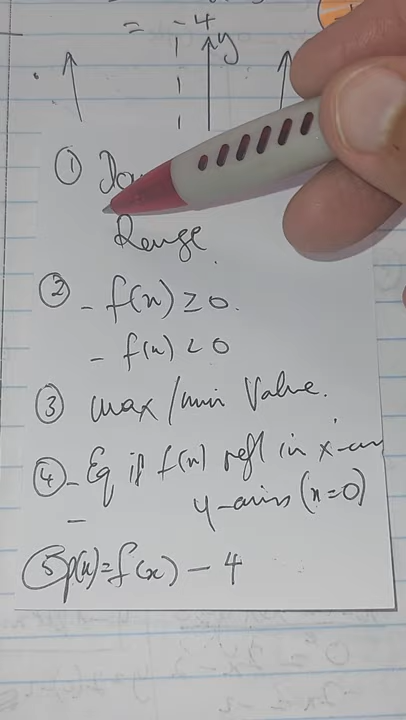 = -4
y
① Do
Range.
② - f(x) ≥ 0.
- f(x) < 0
③ max/min Value.
④ - Eq if f(x) refl in x-
y-axis (x=0)
-
⑤ p(x) = f(x) - 4